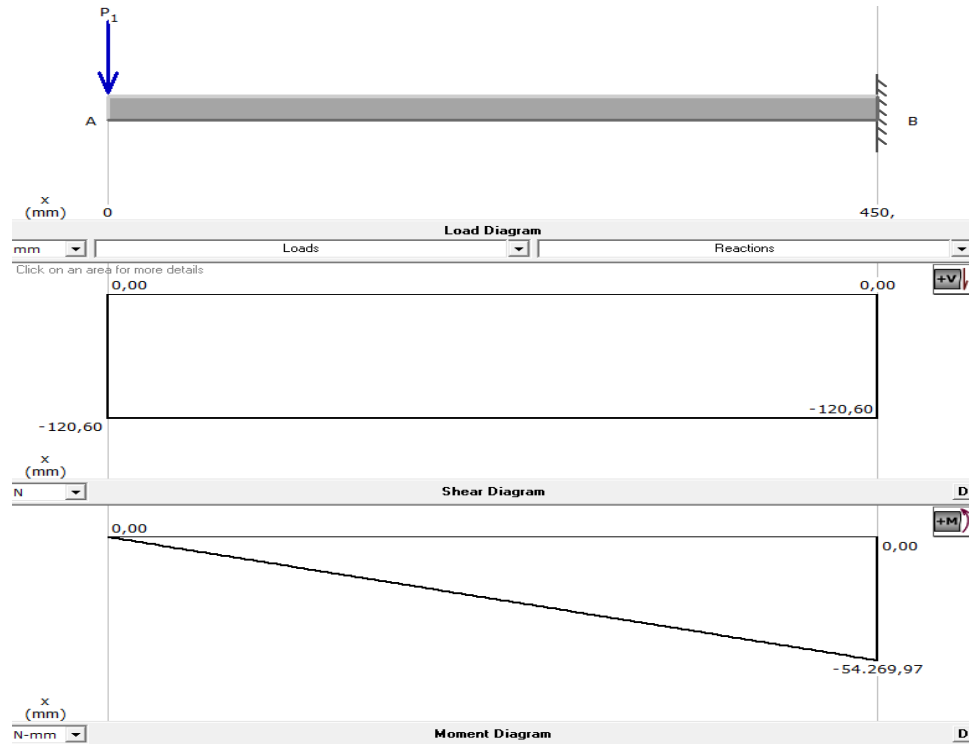 P1
A
B
x
(mm)
0
450,
Load Diagram
mm
Loads
Reactions
Click on an area for more details
0,00
0,00
+V
-120,60
-120,60
x
(mm)
N
Shear Diagram
D
0,00
0,00
+M
-54.269,97
x
(mm)
N-mm
Moment Diagram
D